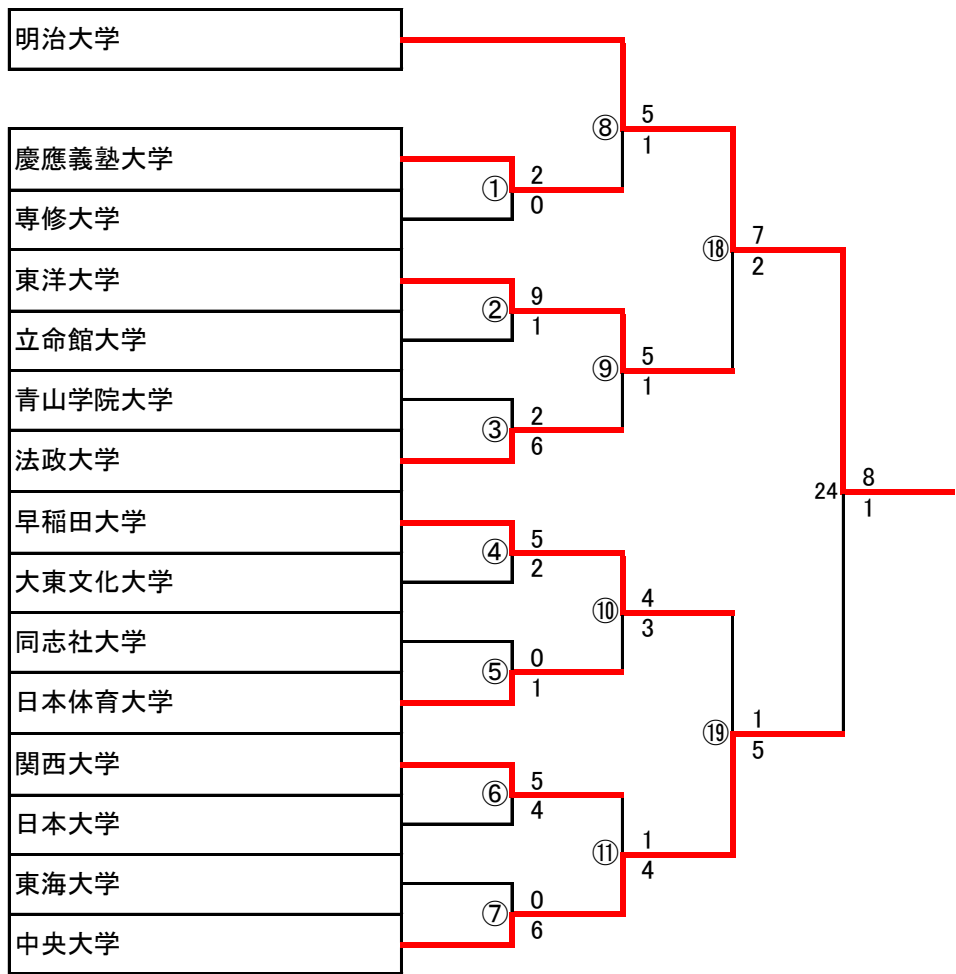 明治大学
⑧
5
1
慶應義塾大学
①
2
0
専修大学
⑱
7
2
東洋大学
②
9
1
立命館大学
⑨
5
1
青山学院大学
③
2
6
法政大学
24
8
1
早稲田大学
④
5
2
大東文化大学
⑩
4
3
同志社大学
⑤
0
1
日本体育大学
⑲
1
5
関西大学
⑥
5
4
日本大学
⑪
1
4
東海大学
⑦
0
6
中央大学